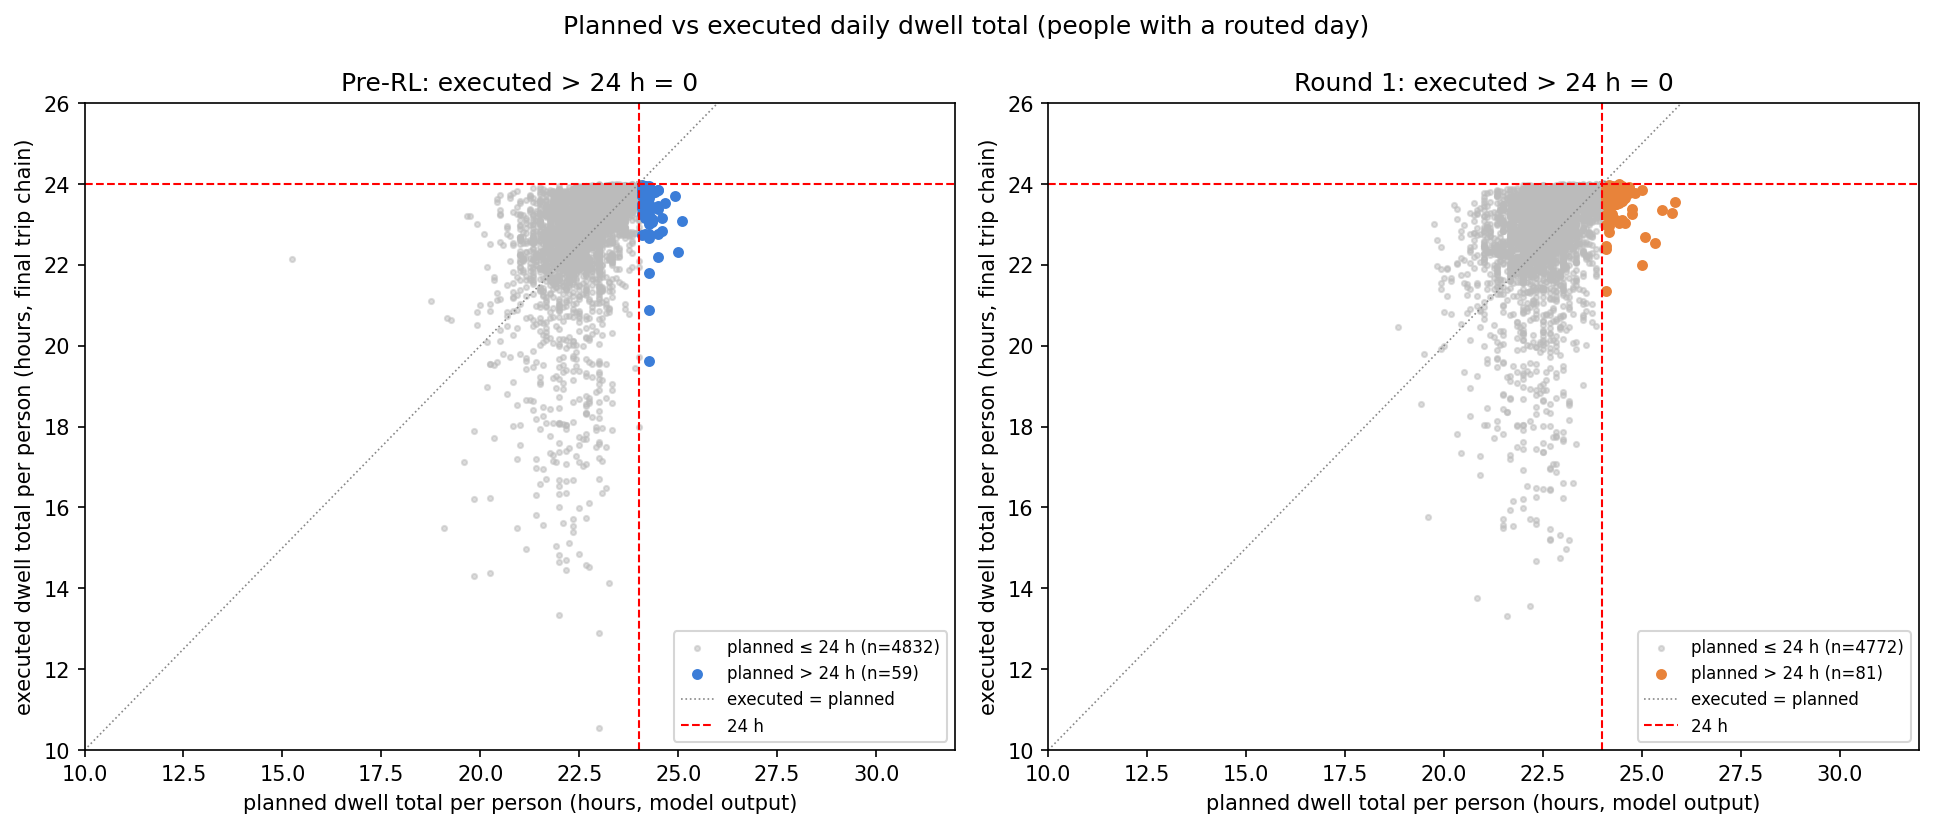 Planned vs executed daily dwell total (people with a routed day)
Pre-RL: executed > 24 h = 0
executed dwell total per person (hours, final trip chain)
26
24
22
20
18
16
14
12
10
10.0 12.5 15.0 17.5 20.0 22.5 25.0 27.5 30.0
planned dwell total per person (hours, model output)
planned ≤ 24 h (n=4832)
planned > 24 h (n=59)
executed = planned
24 h
Round 1: executed > 24 h = 0
executed dwell total per person (hours, final trip chain)
26
24
22
20
18
16
14
12
10
10.0 12.5 15.0 17.5 20.0 22.5 25.0 27.5 30.0
planned dwell total per person (hours, model output)
planned ≤ 24 h (n=4772)
planned > 24 h (n=81)
executed = planned
24 h